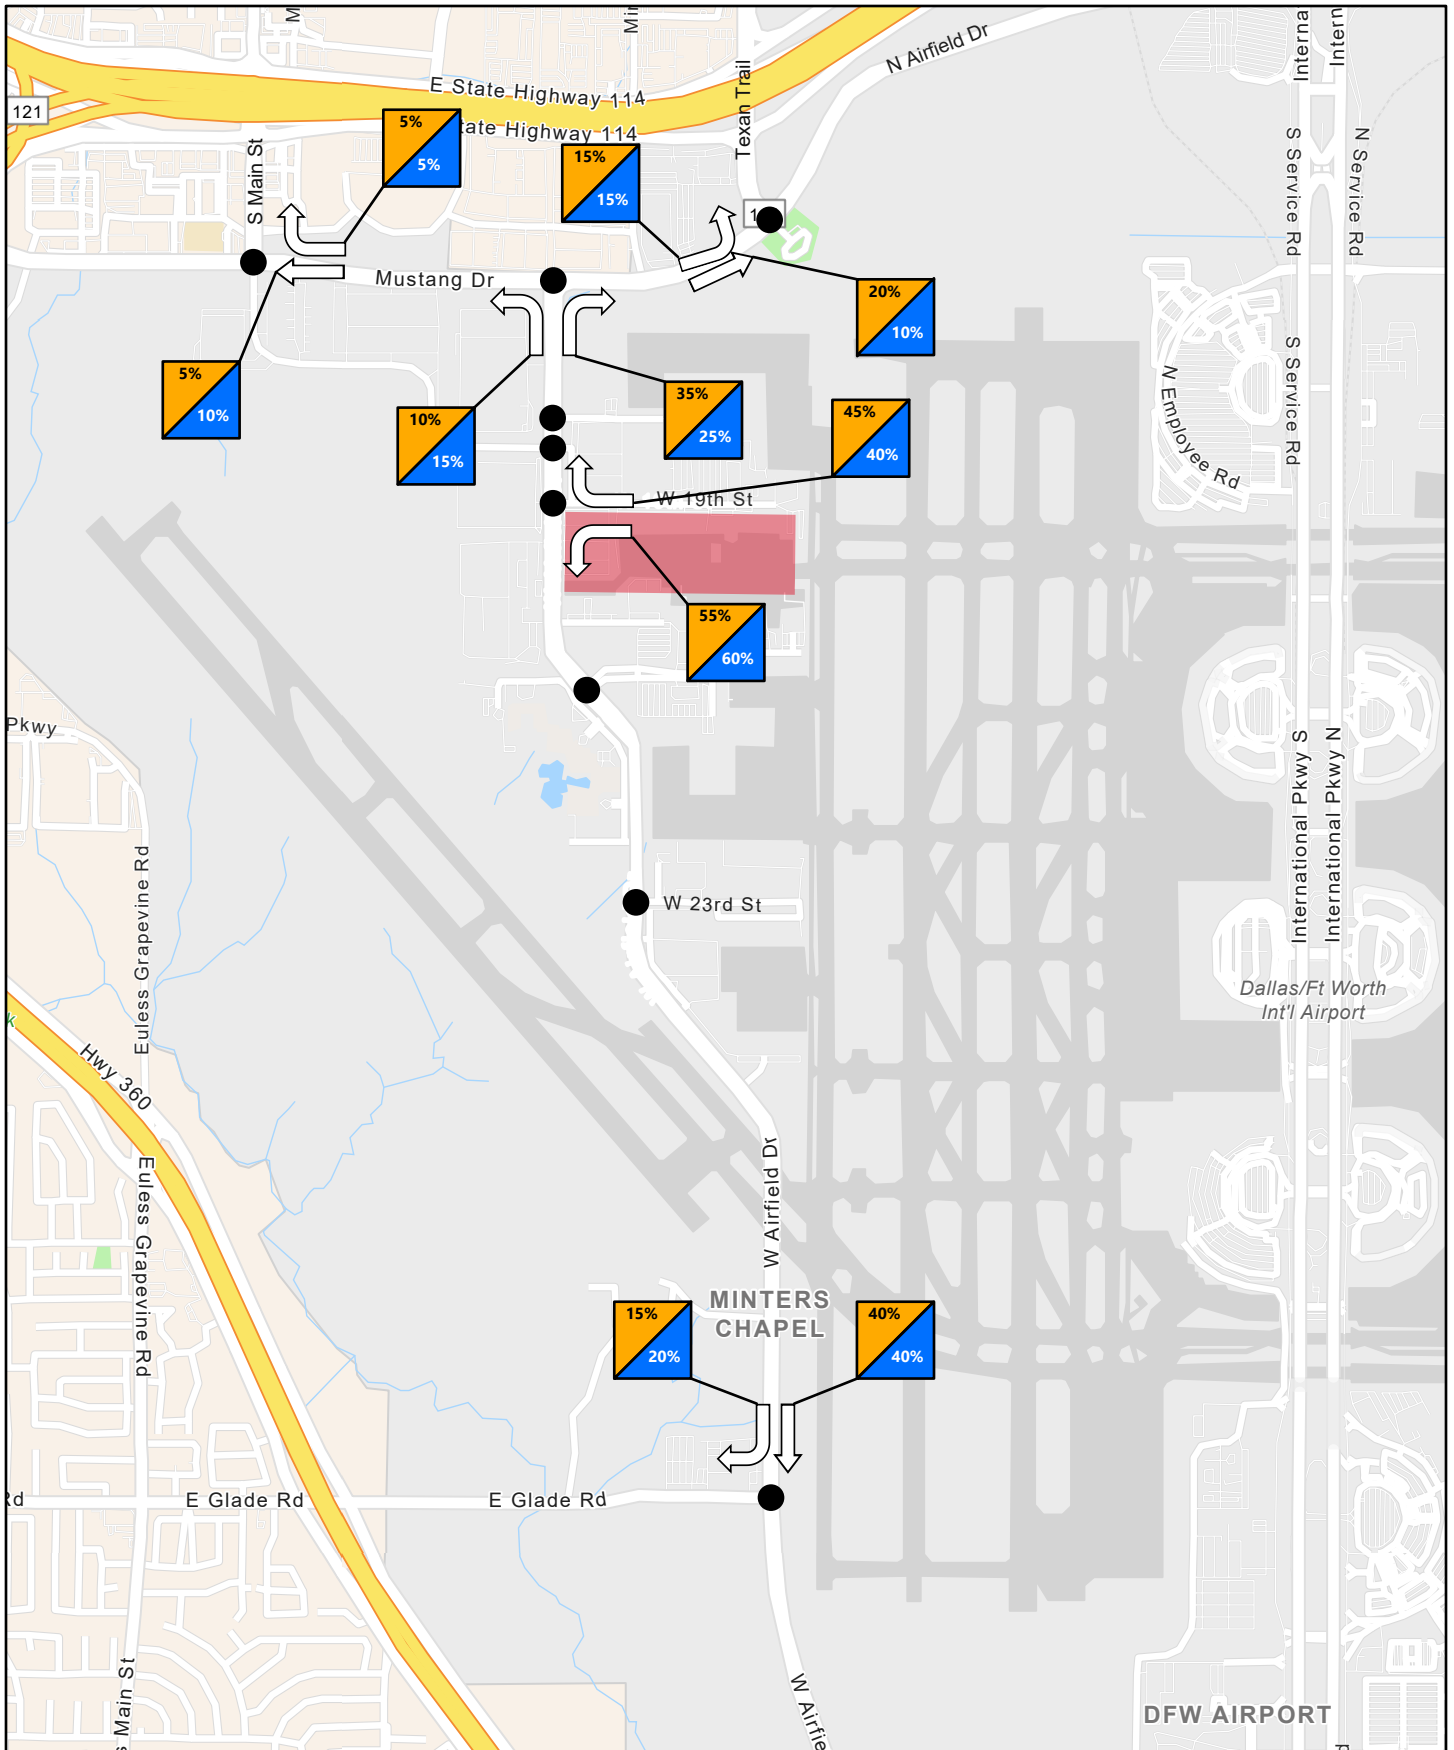 E State Highway 114
tate Highway 114
121
S Main St
Texan Trail
N Airfield Dr
Interna
Intern
S Service Rd
N Service Rd
5%
5%
15%
15%
Mustang Dr
20%
10%
5%
10%
10%
15%
35%
25%
45%
40%
N Employee Rd
S Service Rd
W 19th St
55%
60%
Pkwy
International Pkwy S
International Pkwy N
Euless Grapevine Rd
W 23rd St
Dallas/Ft Worth
Int'l Airport
k
Hwy 360
Euless Grapevine Rd
W Airfield Dr
MINTERS
CHAPEL
15%
20%
40%
40%
Rd
E Glade Rd
E Glade Rd
s Main St
W Airfie
DFW AIRPORT